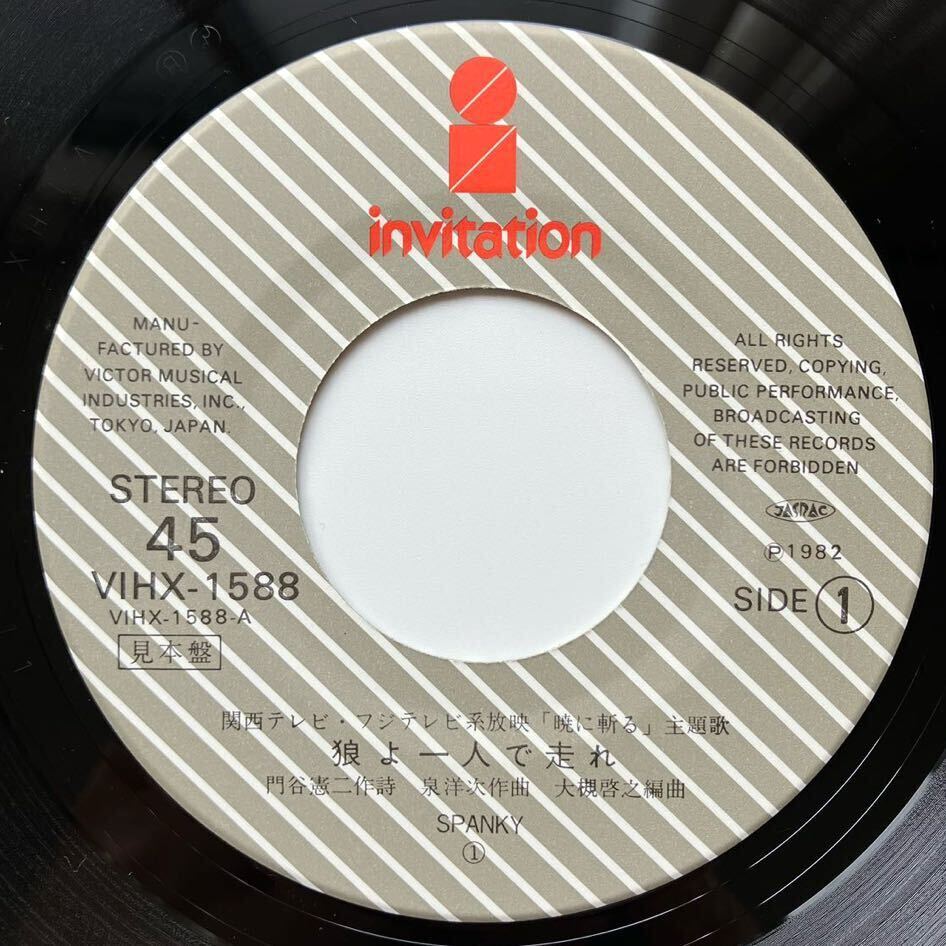 invitation
MANU-
FACTURED BY
VICTOR MUSICAL
INDUSTRIES, INC.,
TOKYO, JAPAN.
STEREO
45
VIHX-1588
VIHX-1588-A
見本盤
ALL RIGHTS
RESERVED, COPYING,
PUBLIC PERFORMANCE,
BROADCASTING
OF THESE RECORDS
ARE FORBIDDEN
JASRAC
Ⓟ1982
SIDE 1
関西テレビ・フジテレビ系放映「暁に斬る」主題歌
狼よ一人で走れ
門谷憲二作詩 泉洋次作曲 大槻啓之編曲
SPANKY
①